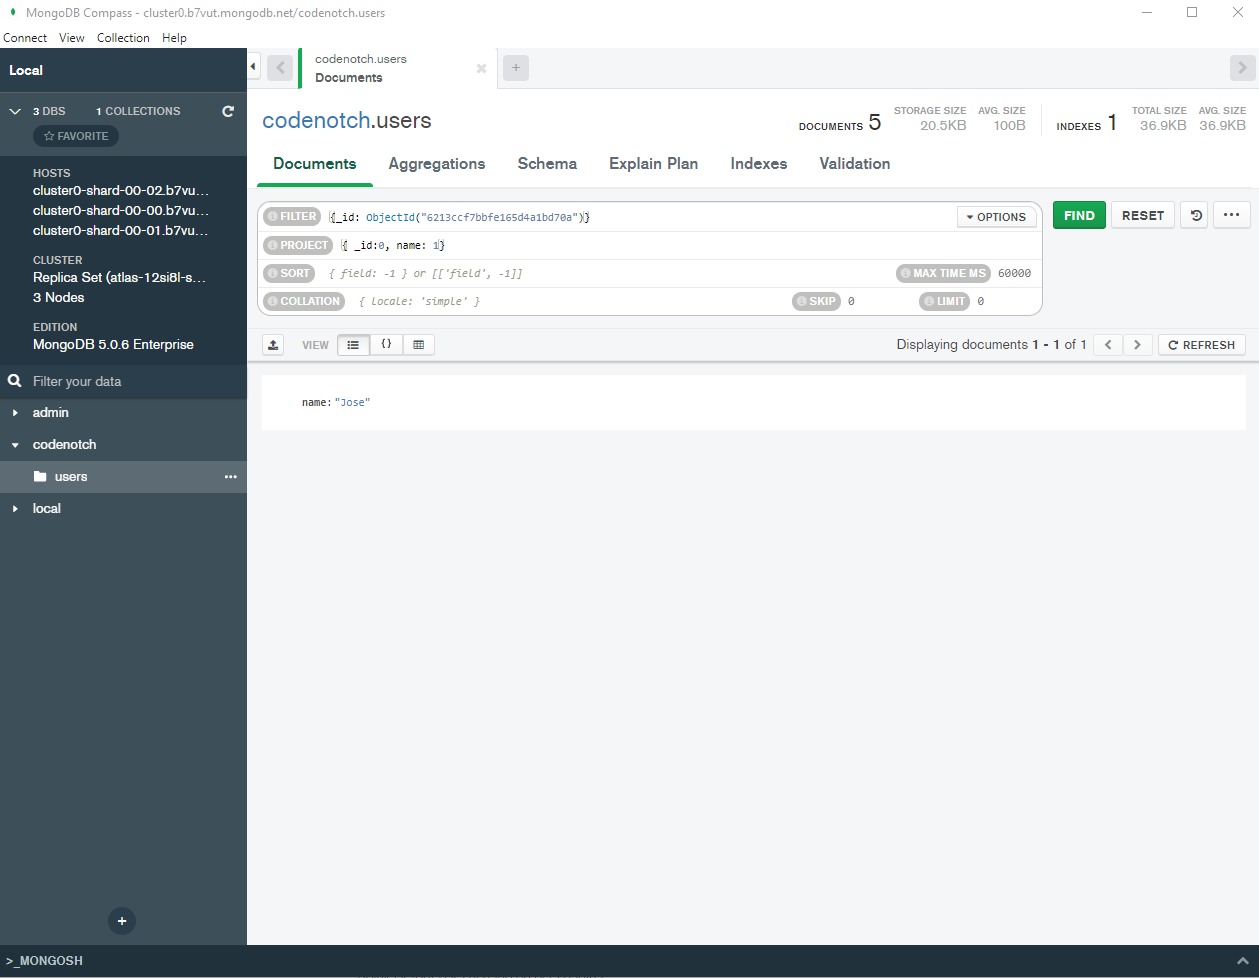 MongoDB Compass - cluster0.b7vut.mongodb.net/codenotch.users
Connect View Collection Help
Local
3 DBS 1 COLLECTIONS
FAVORITE
HOSTS
cluster0-shard-00-02.b7vu...
cluster0-shard-00-00.b7vu...
cluster0-shard-00-01.b7vu...
CLUSTER
Replica Set (atlas-12si8l-s...
3 Nodes
EDITION
MongoDB 5.0.6 Enterprise
Filter your data
admin
codenotch
users
local
>_MONGOSH
codenotch.users
Documents
codenotch.users
DOCUMENTS 5 STORAGE SIZE 20.5KB AVG. SIZE 100B INDEXES 1 TOTAL SIZE 36.9KB AVG. SIZE 36.9KB
Documents Aggregations Schema Explain Plan Indexes Validation
FILTER {_id: ObjectId("6213ccf7bbfe165d4a1bd70a")} OPTIONS FIND RESET
PROJECT { _id:0, name: 1}
SORT { field: -1 } or [['field', -1]] MAX TIME MS 60000
COLLATION { locale: 'simple' } SKIP 0 LIMIT 0
VIEW {} Displaying documents 1 - 1 of 1 REFRESH
name: "Jose"